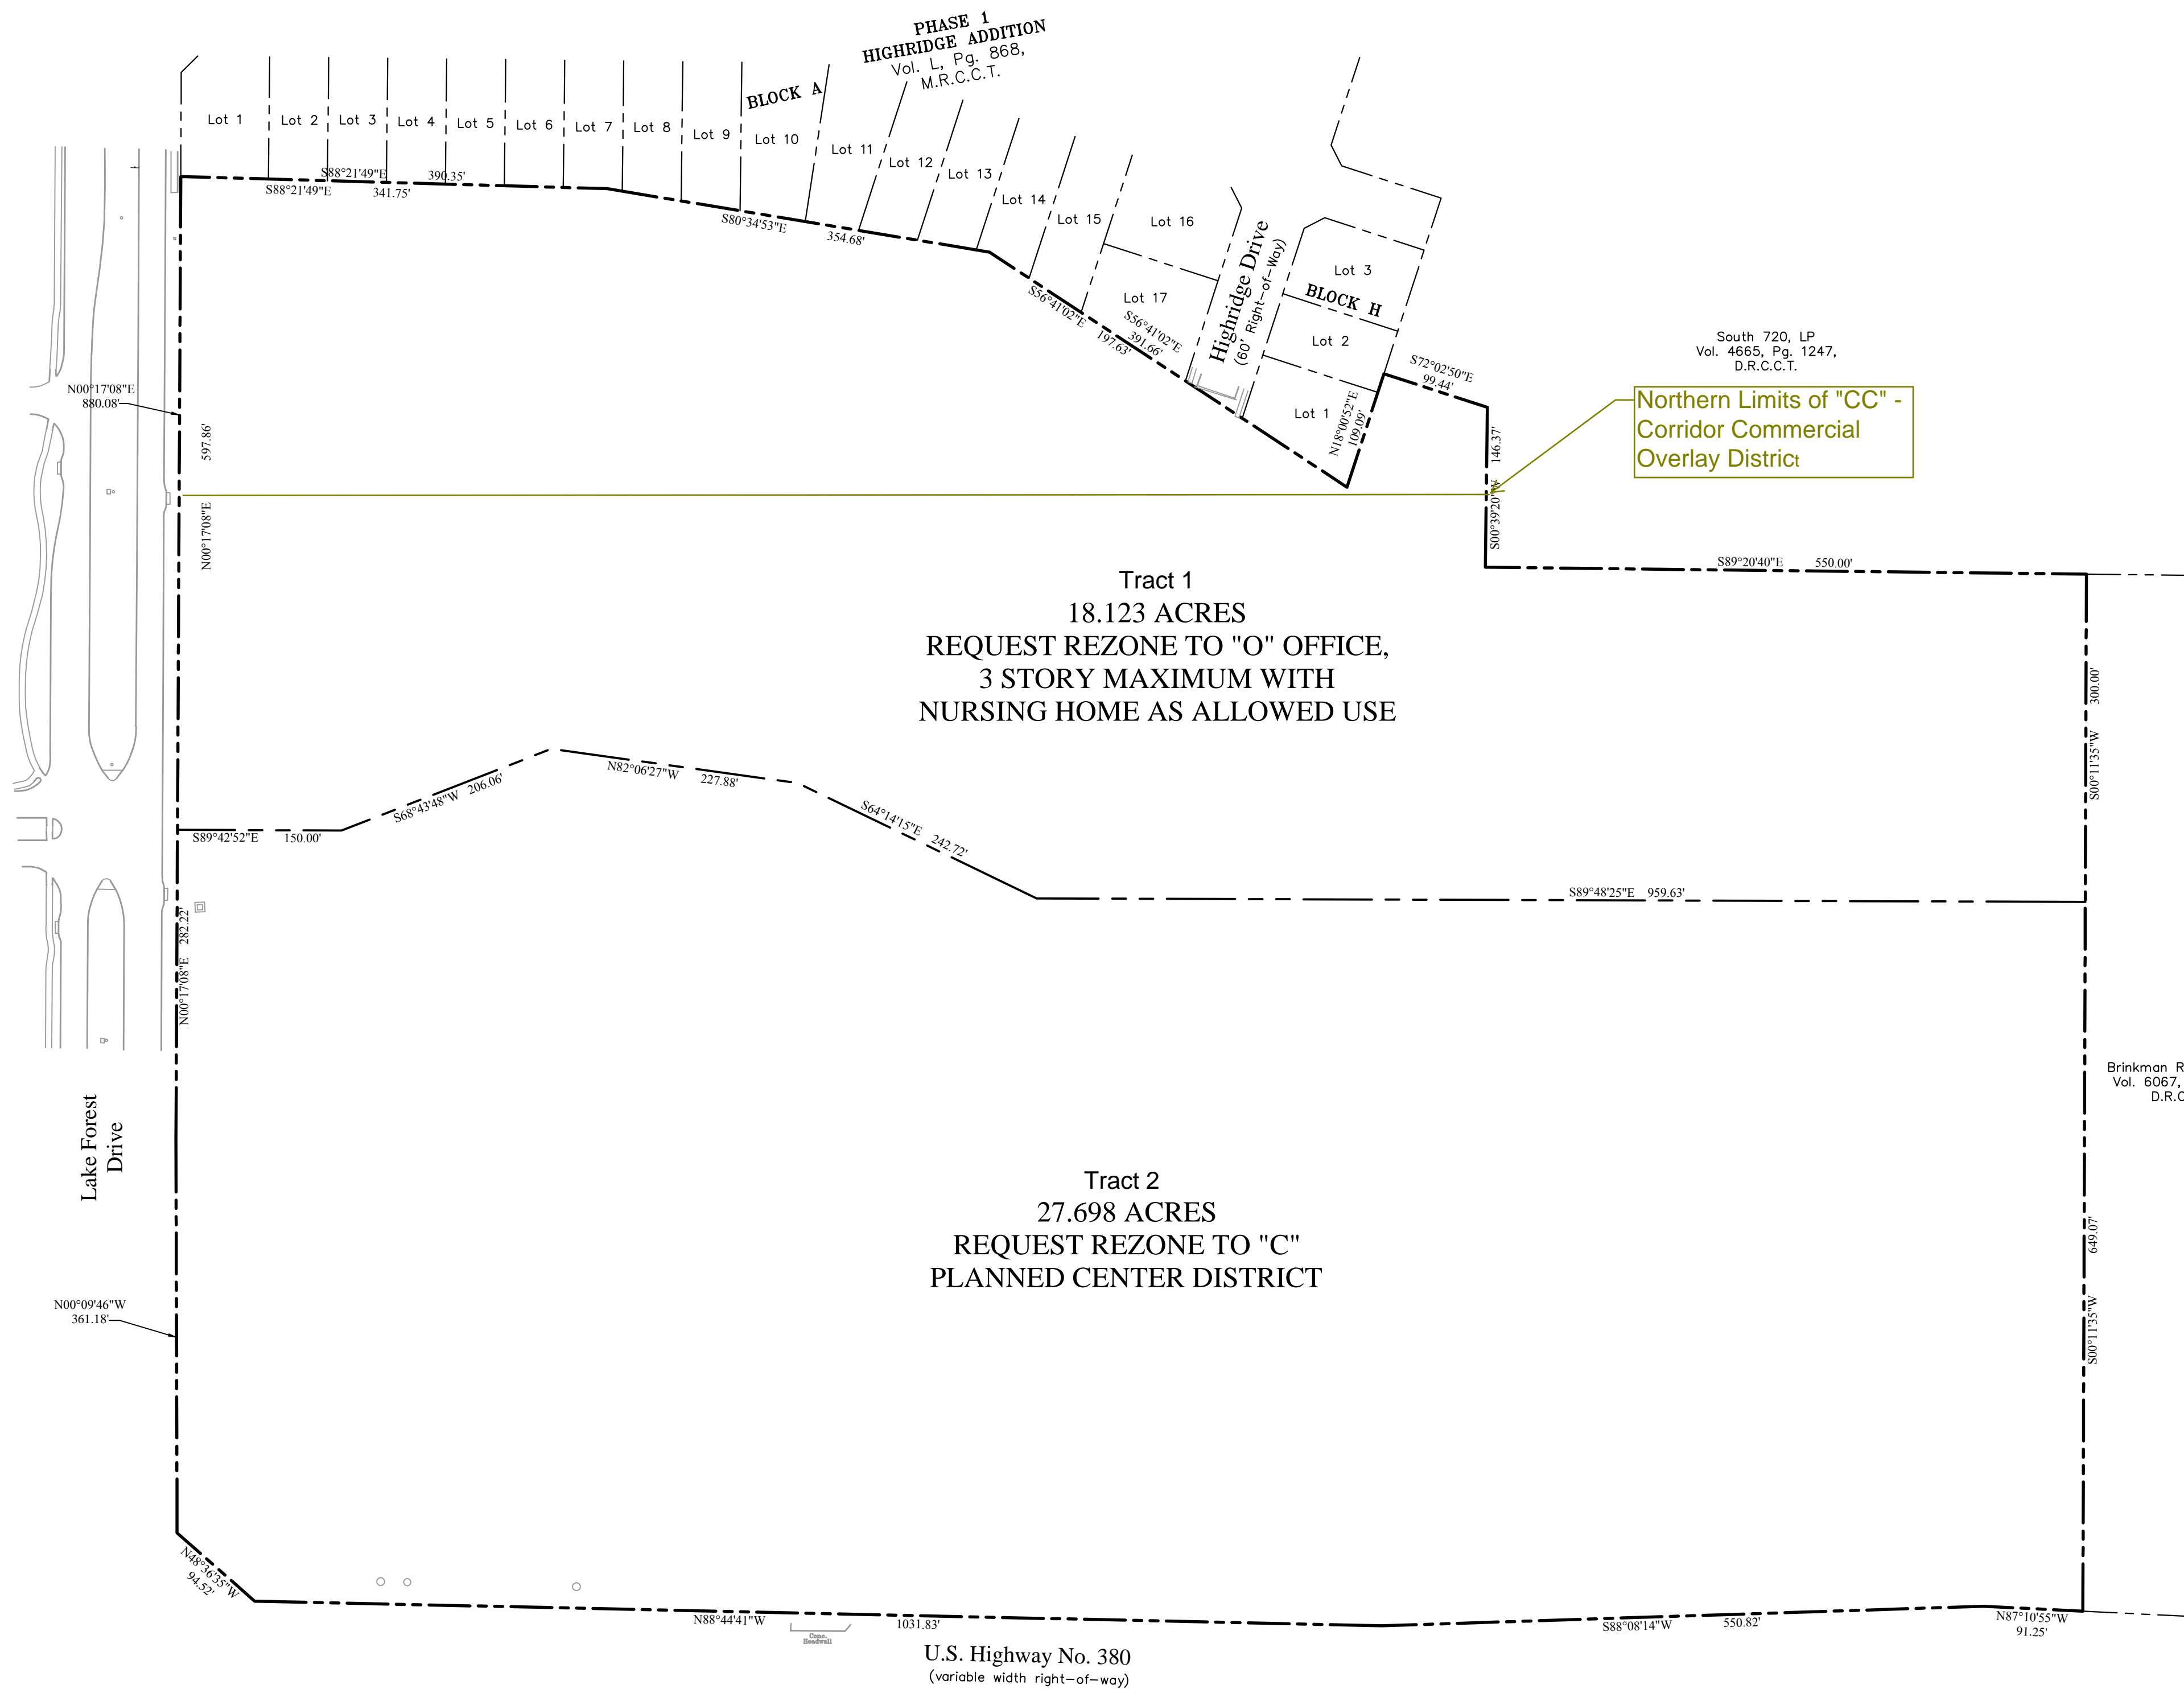 PHASE 1
HIGHRIDGE ADDITION
Vol. L, Pg. 868,
M.R.C.C.T.
BLOCK A
Lot 1
Lot 2
Lot 3
Lot 4
Lot 5
Lot 6
Lot 7
Lot 8
Lot 9
Lot 10
Lot 11
Lot 12
Lot 13
Lot 14
Lot 15
Lot 16
Lot 17
S88°21'49"E 390.35'
S88°21'49"E 341.75'
S80°34'53"E 354.68'
S56°41'02"E 197.63'
S56°41'02"E
391.66'
Highridge Drive
(60' Right-of-Way)
Lot 3
BLOCK H
Lot 2
Lot 1
N18°00'52"E
109.09'
S72°02'50"E
99.44'
South 720, LP
Vol. 4665, Pg. 1247,
D.R.C.C.T.
Northern Limits of "CC" -
Corridor Commercial
Overlay District
S00°39'20"W 146.37'
S89°20'40"E 550.00'
N00°17'08"E
880.08'
N00°17'08"E 597.86'
Tract 1
18.123 ACRES
REQUEST REZONE TO "O" OFFICE,
3 STORY MAXIMUM WITH
NURSING HOME AS ALLOWED USE
S00°11'35"W 300.00'
S89°42'52"E 150.00'
S68°43'48"W 206.06'
N82°06'27"W 227.88'
S64°14'15"E 242.72'
S89°48'25"E 959.63'
N00°17'08"E 282.22'
Brinkman R
Vol. 6067,
D.R.C
Lake Forest
Drive
Tract 2
27.698 ACRES
REQUEST REZONE TO "C"
PLANNED CENTER DISTRICT
S00°11'35"W 649.07'
N00°09'46"W
361.18'
N48°36'35"W
94.52'
N88°44'41"W 1031.83'
S88°08'14"W 550.82'
N87°10'55"W
91.25'
Conc.
Headwall
U.S. Highway No. 380
(variable width right-of-way)